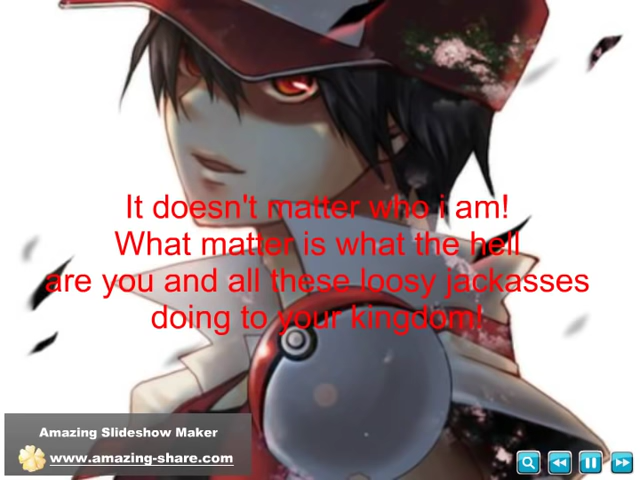 It doesn't matter who i am!
What matter is what the hell
are you and all these loosy jackasses
doing to your kingdom!
Amazing Slideshow Maker
www.amazing-share.com